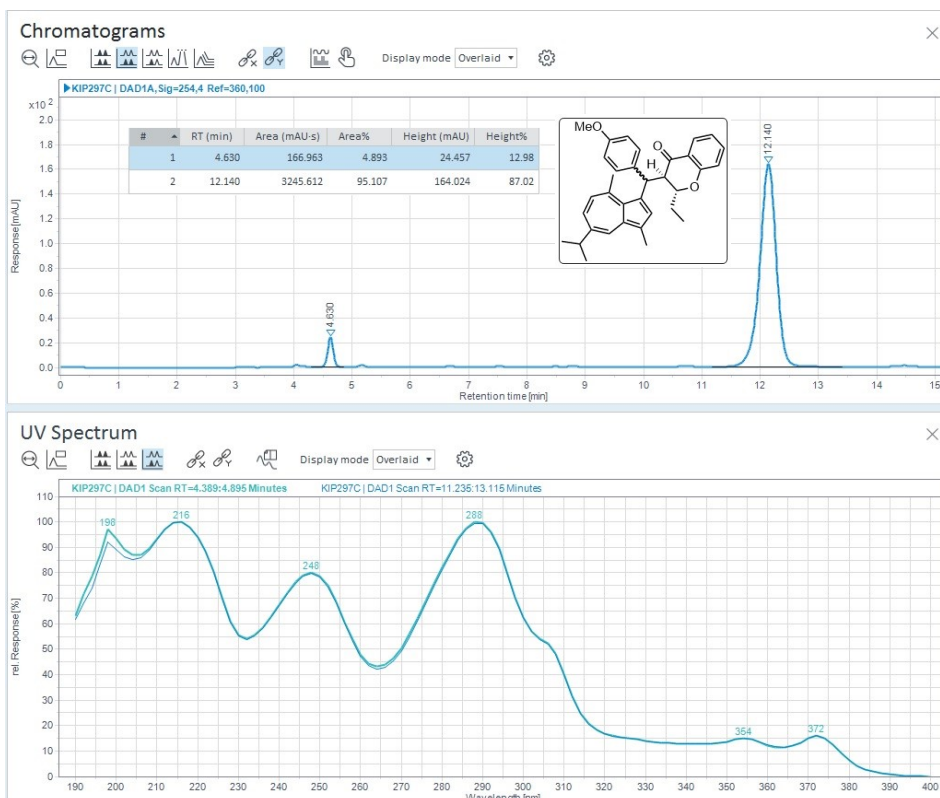 Chromatograms
Display mode Overlaid
KIP297C | DAD1A,Sig=254,4 Ref=360,100
x10²
2.0
1.8
1.6
1.4
1.2
1.0
0.8
0.6
0.4
0.2
0.0
Response [mAU]
# RT (min) Area (mAU·s) Area% Height (mAU) Height%
1 4.630 166.963 4.893 24.457 12.98
2 12.140 3245.612 95.107 164.024 87.02
MeO
O
H
O
4.630
12.140
0 1 2 3 4 5 6 7 8 9 10 11 12 13 14 15
Retention time [min]
UV Spectrum
X Y
Display mode Overlaid
KIP297C | DAD1 Scan RT=4.389:4.895 Minutes KIP297C | DAD1 Scan RT=11.235:13.115 Minutes
110
100
90
80
70
60
50
40
30
20
10
0
rel. Response [%]
198
216
248
288
354
372
190 200 210 220 230 240 250 260 270 280 290 300 310 320 330 340 350 360 370 380 390 400
Wavelength [nm]